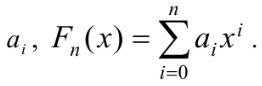 a_i, F_n(x) = \sum_{i=0}^{n} a_i x^i .